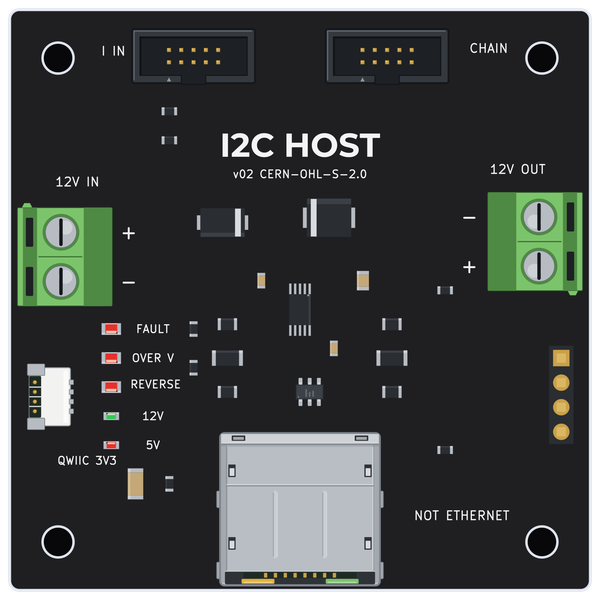 I IN
CHAIN
I2C HOST
v02 CERN-OHL-S-2.0
12V IN
12V OUT
+
−
−
+
FAULT
OVER V
REVERSE
12V
5V
QWIIC 3V3
NOT ETHERNET